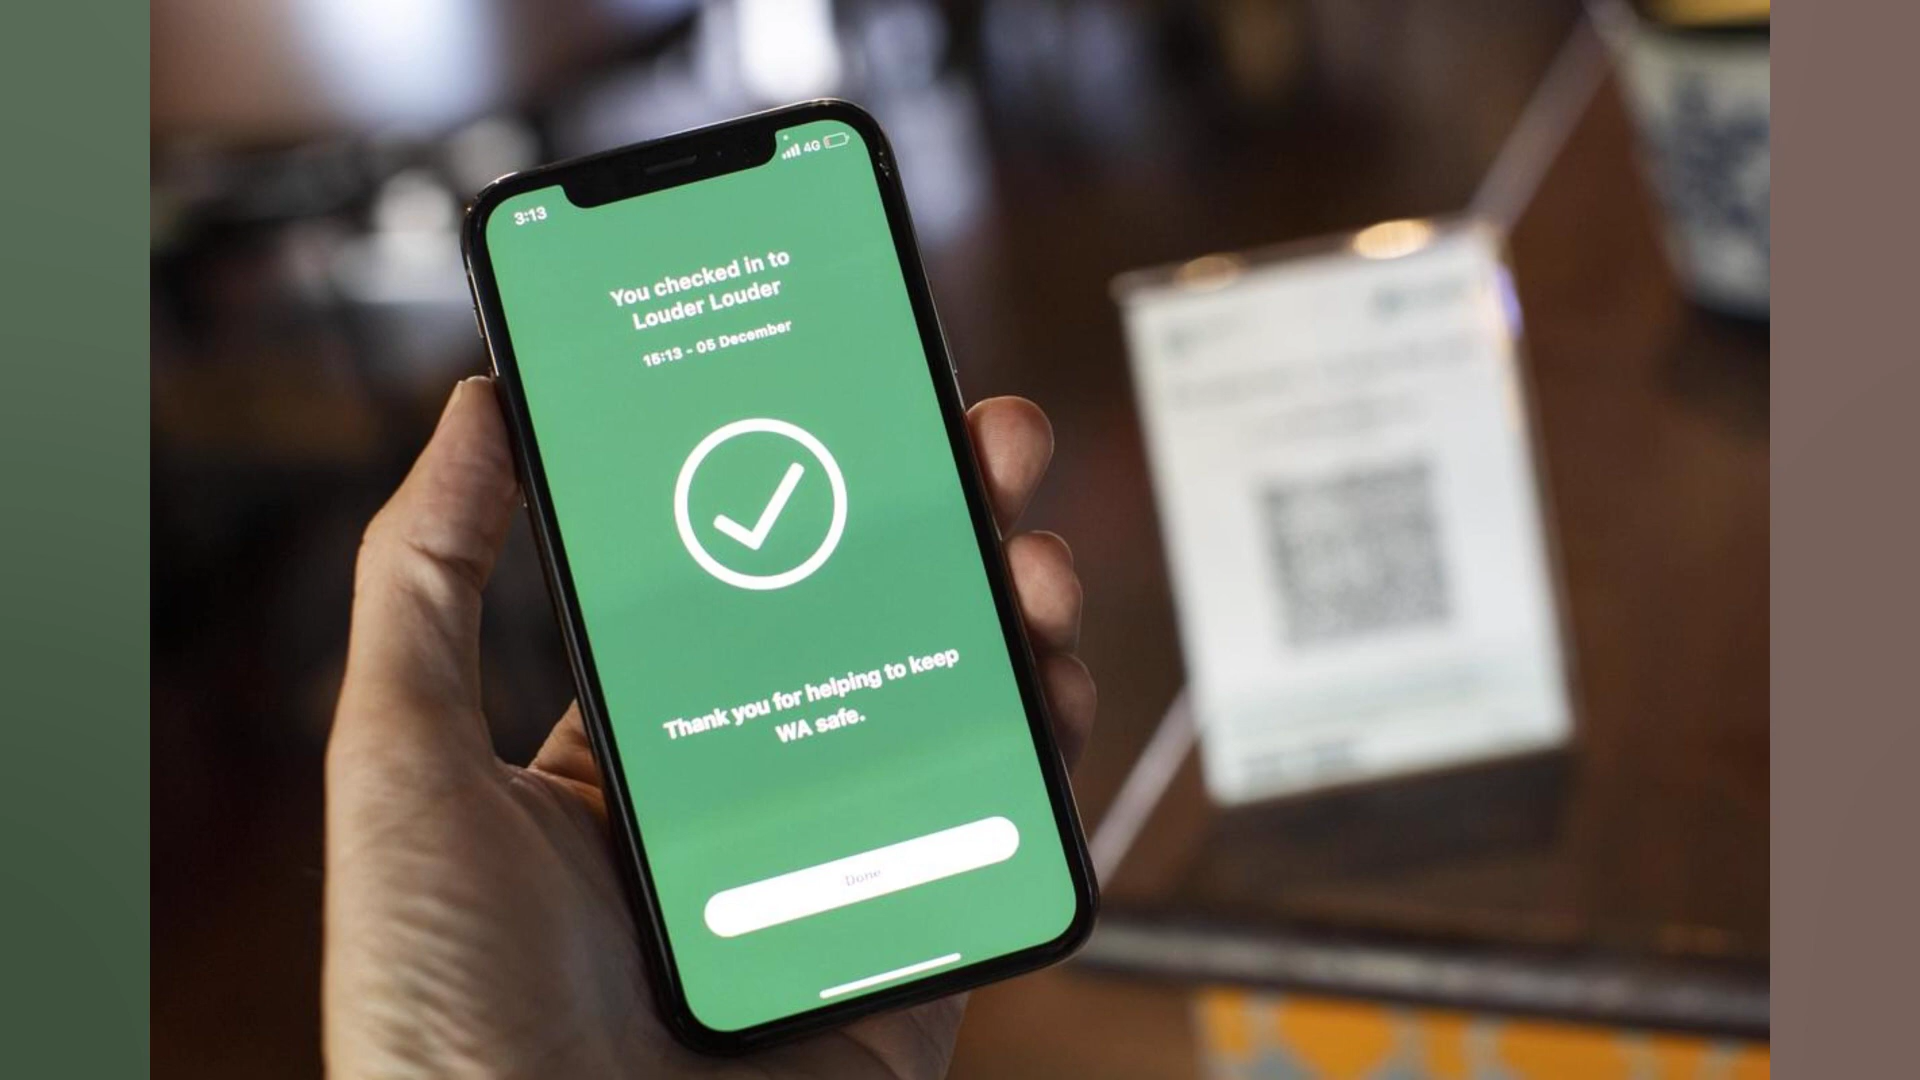 3:13
4G
You checked in to
Louder Louder
15:13 - 05 December
Thank you for helping to keep
WA safe.
Done